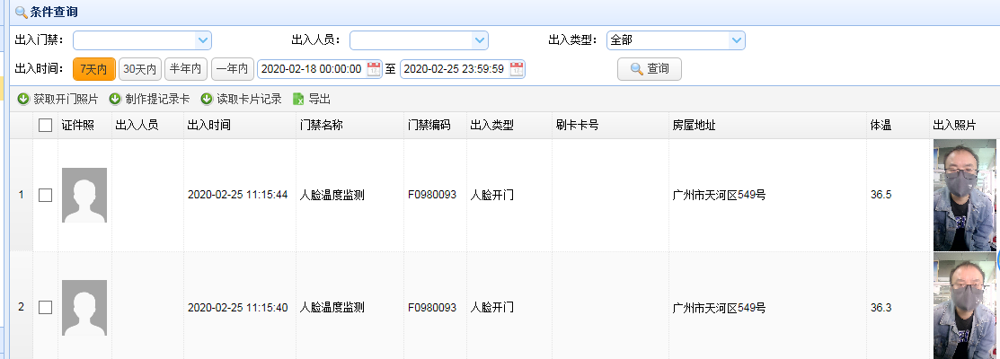 条件查询
出入门禁： 出入人员： 出入类型： 全部
出入时间： 7天内 30天内 半年内 一年内 2020-02-18 00:00:00 至 2020-02-25 23:59:59 查询
获取开门照片 制作提记录卡 读取卡片记录 导出
证件照 出入人员 出入时间 门禁名称 门禁编码 出入类型 刷卡卡号 房屋地址 体温 出入照片
1 2020-02-25 11:15:44 人脸温度监测 F0980093 人脸开门 广州市天河区549号 36.5
2 2020-02-25 11:15:40 人脸温度监测 F0980093 人脸开门 广州市天河区549号 36.3